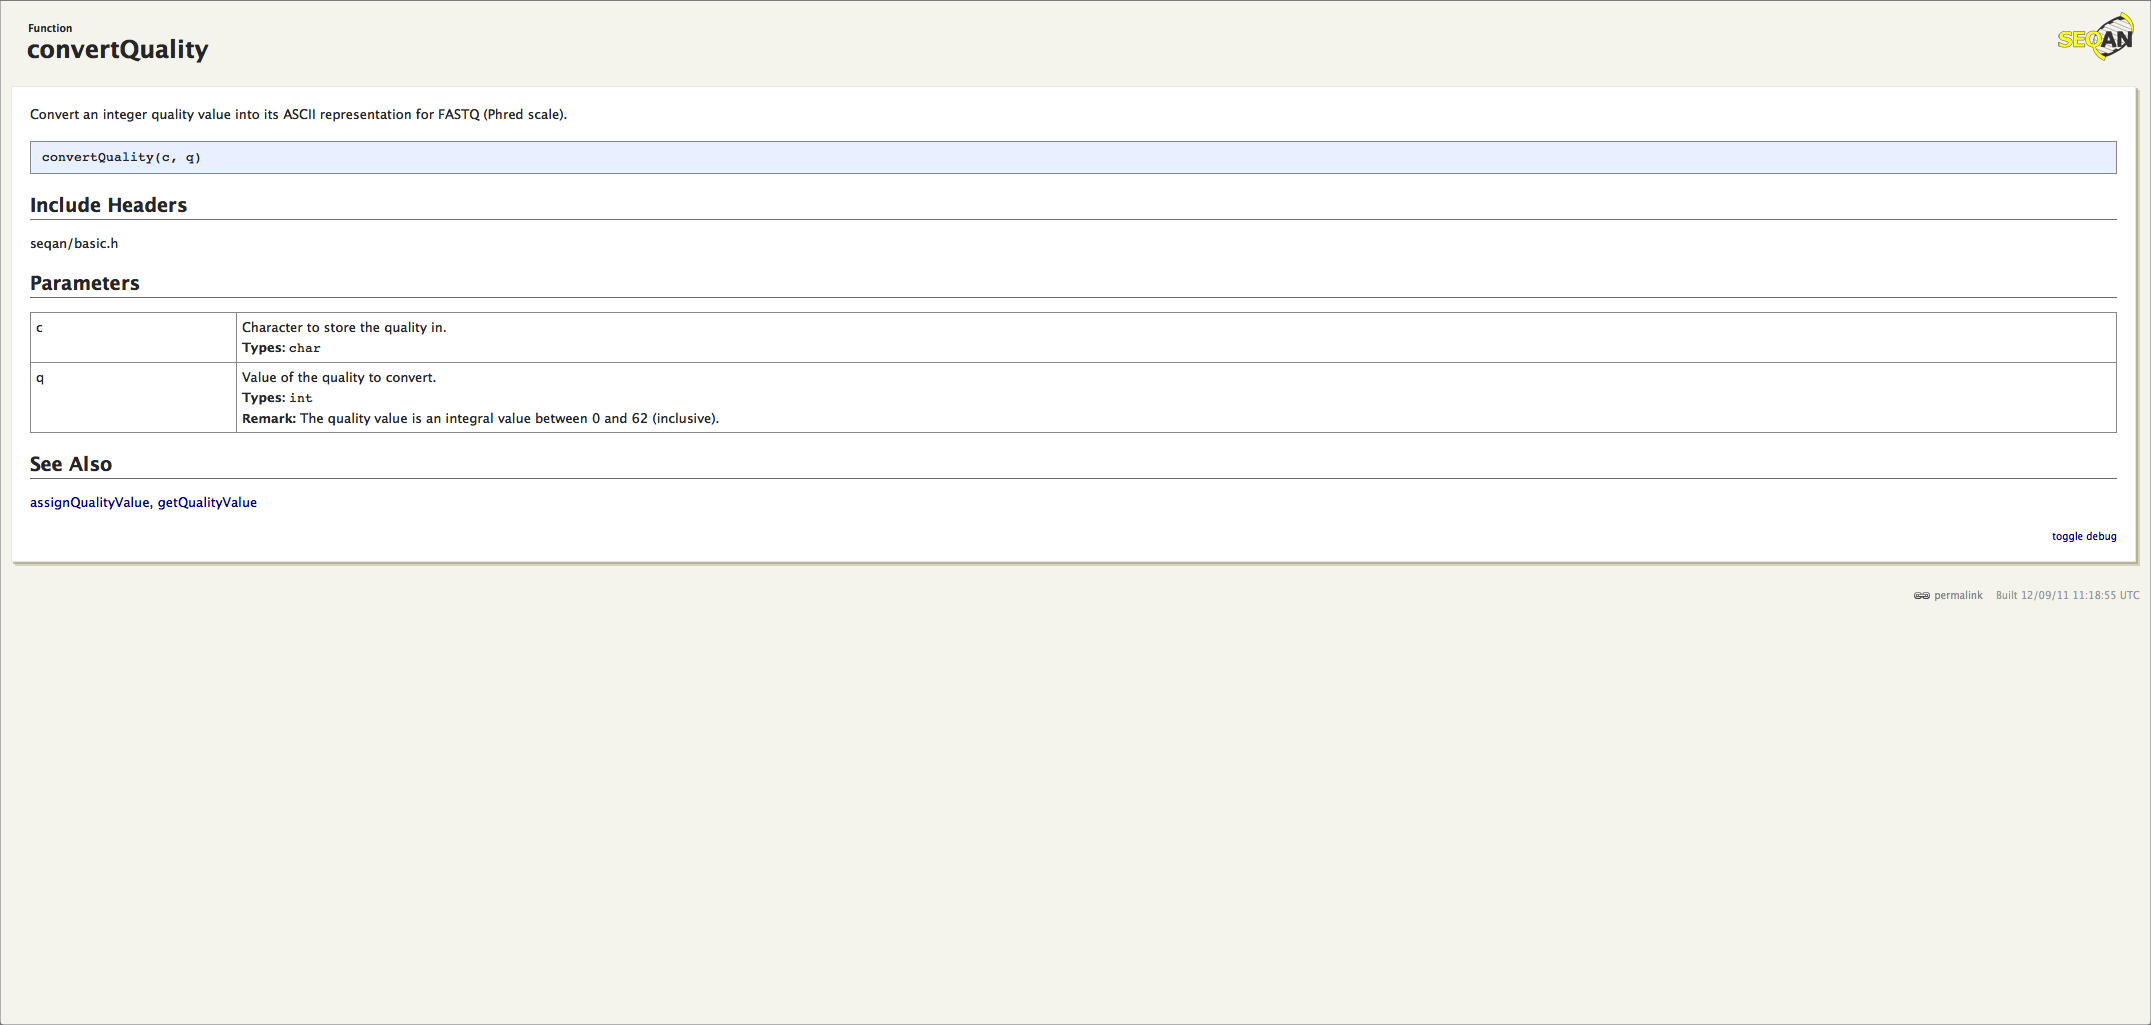 Function
convertQuality
SEQAN
Convert an integer quality value into its ASCII representation for FASTQ (Phred scale).
convertQuality(c, q)
Include Headers
seqan/basic.h
Parameters
c
Character to store the quality in.
Types: char
q
Value of the quality to convert.
Types: int
Remark: The quality value is an integral value between 0 and 62 (inclusive).
See Also
assignQualityValue, getQualityValue
toggle debug
permalink Built 12/09/11 11:18:55 UTC